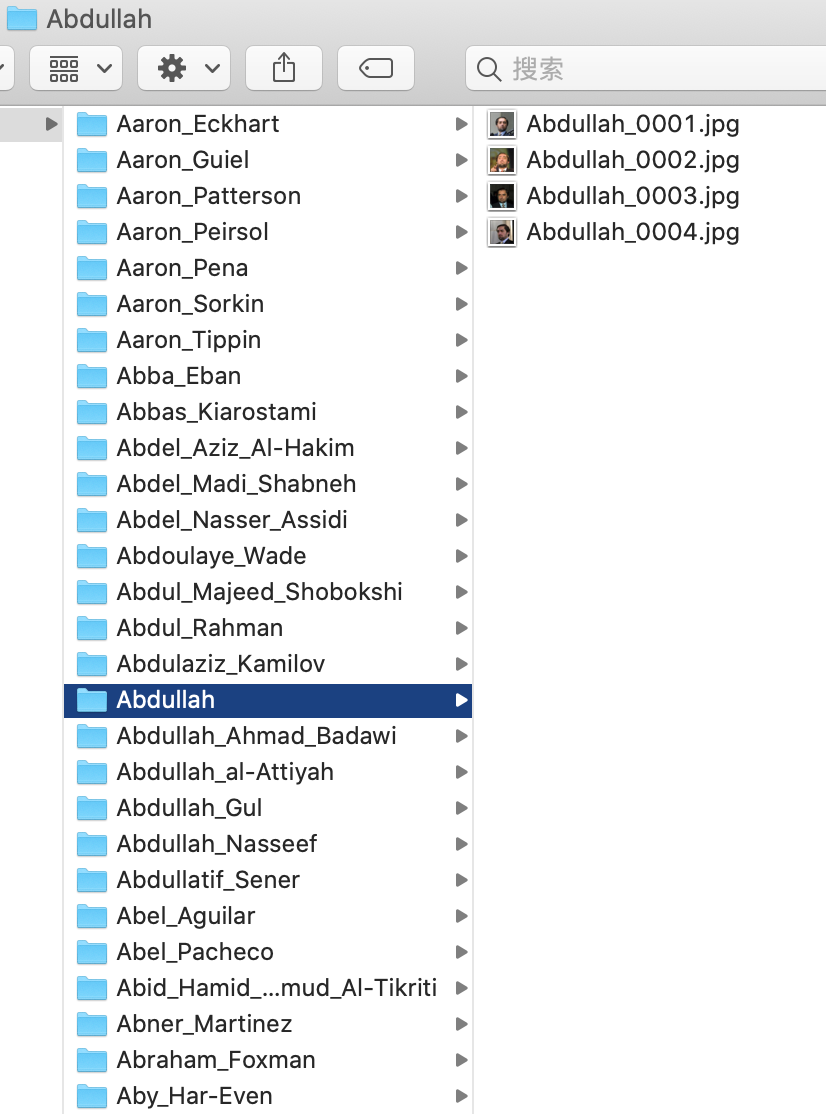 Abdullah
搜索
Aaron_Eckhart
Aaron_Guiel
Aaron_Patterson
Aaron_Peirsol
Aaron_Pena
Aaron_Sorkin
Aaron_Tippin
Abba_Eban
Abbas_Kiarostami
Abdel_Aziz_Al-Hakim
Abdel_Madi_Shabneh
Abdel_Nasser_Assidi
Abdoulaye_Wade
Abdul_Majeed_Shobokshi
Abdul_Rahman
Abdulaziz_Kamilov
Abdullah
Abdullah_Ahmad_Badawi
Abdullah_al-Attiyah
Abdullah_Gul
Abdullah_Nasseef
Abdullatif_Sener
Abel_Aguilar
Abel_Pacheco
Abid_Hamid_...mud_Al-Tikriti
Abner_Martinez
Abraham_Foxman
Aby_Har-Even
Abdullah_0001.jpg
Abdullah_0002.jpg
Abdullah_0003.jpg
Abdullah_0004.jpg